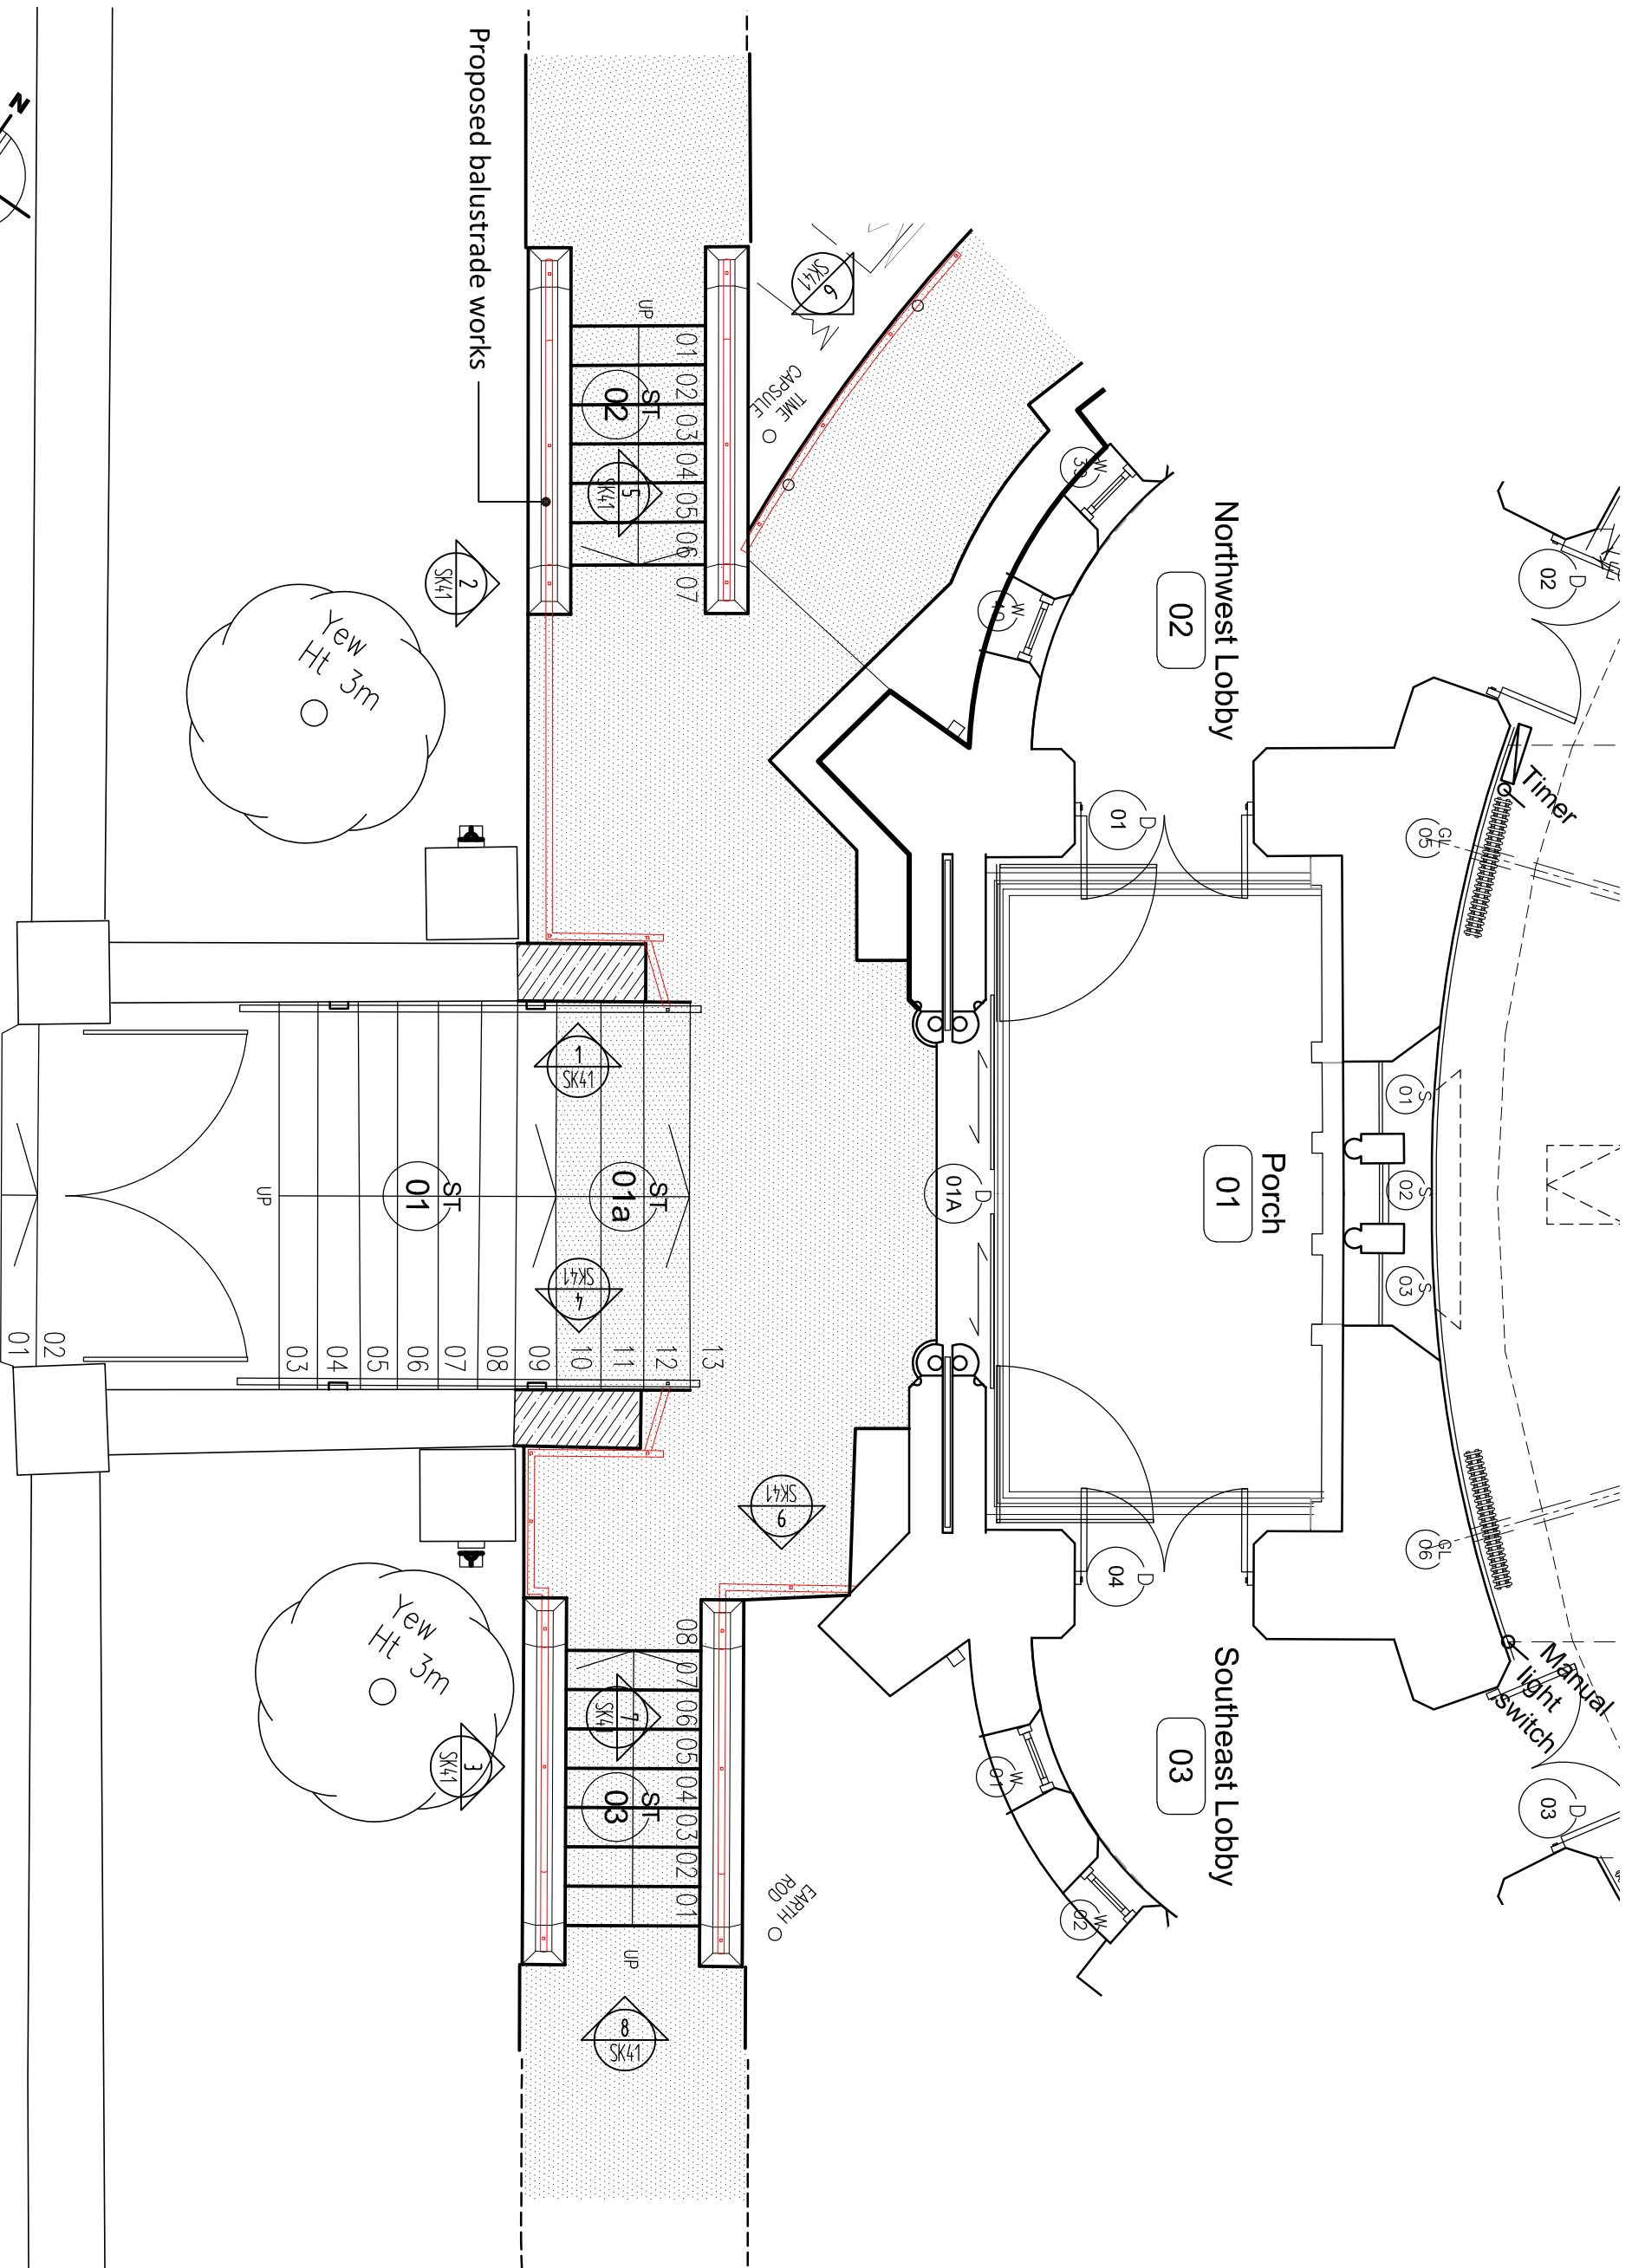 Proposed balustrade works
N
Northwest Lobby
02
Porch
01
Southeast Lobby
03
D
02
D
03
Timer
Manual
light
switch
GL
05
GL
06
S
01
S
02
S
03
D
01
D
04
D
01A
W
39
W
40
W
01
W
02
TIME
CAPSULE
EARTH
ROD
6
SK41
5
SK41
2
SK41
1
SK41
4
SK41
9
SK41
7
SK41
3
SK41
8
SK41
UP
01
02
03
04
05
06
07
ST
02
Yew
Ht 3m
ST
01
ST
01a
UP
01
02
03
04
05
06
07
08
09
10
11
12
13
Yew
Ht 3m
08
07
06
05
04
03
02
01
ST
03
UP